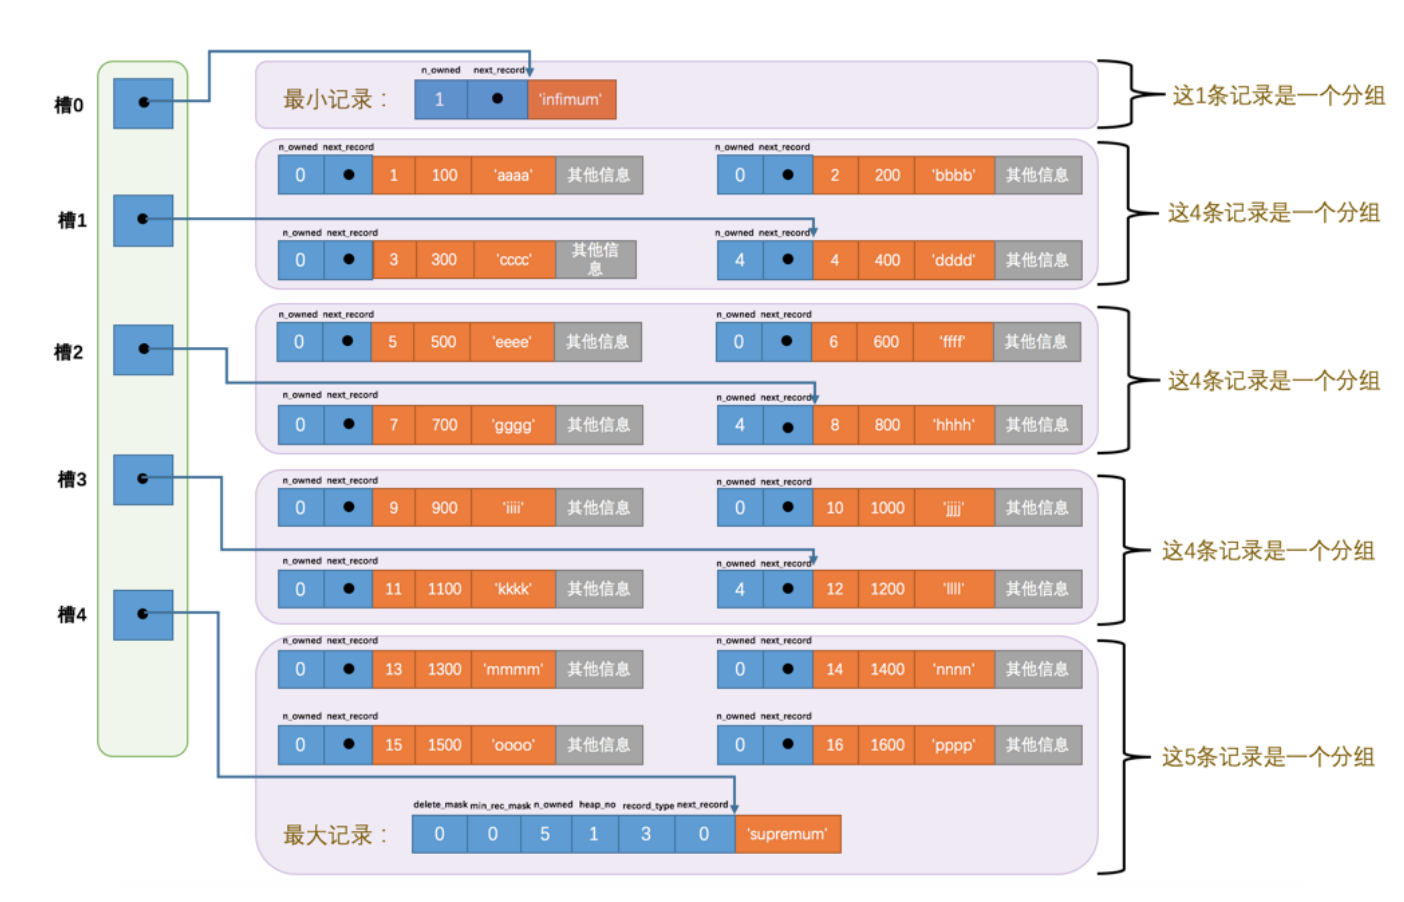 n_owned next_record
槽0 最小记录： 1 'infimum' 这1条记录是一个分组
n_owned next_record n_owned next_record
0 1 100 'aaaa' 其他信息 0 2 200 'bbbb' 其他信息
槽1 这4条记录是一个分组
n_owned next_record n_owned next_record
0 3 300 'cccc' 其他信
息 4 4 400 'dddd' 其他信息
n_owned next_record n_owned next_record
0 5 500 'eeee' 其他信息 0 6 600 'ffff' 其他信息
槽2 这4条记录是一个分组
n_owned next_record n_owned next_record
0 7 700 'gggg' 其他信息 4 8 800 'hhhh' 其他信息
槽3
n_owned next_record n_owned next_record
0 9 900 'iiii' 其他信息 0 10 1000 'jjjj' 其他信息
这4条记录是一个分组
n_owned next_record n_owned next_record
0 11 1100 'kkkk' 其他信息 4 12 1200 'llll' 其他信息
槽4
n_owned next_record n_owned next_record
0 13 1300 'mmmm' 其他信息 0 14 1400 'nnnn' 其他信息
n_owned next_record n_owned next_record
0 15 1500 'oooo' 其他信息 0 16 1600 'pppp' 其他信息
这5条记录是一个分组
delete_mask min_rec_mask n_owned heap_no record_type next_record
最大记录： 0 0 5 1 3 0 'supremum'